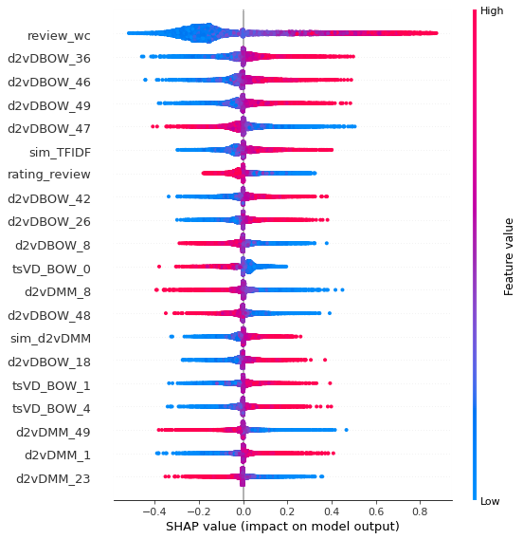 High
review_wc
d2vDBOW_36
d2vDBOW_46
d2vDBOW_49
d2vDBOW_47
sim_TFIDF
rating_review
d2vDBOW_42
d2vDBOW_26
d2vDBOW_8
tsVD_BOW_0
d2vDMM_8
d2vDBOW_48
sim_d2vDMM
d2vDBOW_18
tsVD_BOW_1
tsVD_BOW_4
d2vDMM_49
d2vDMM_1
d2vDMM_23
Feature value
Low
−0.4 −0.2 0.0 0.2 0.4 0.6 0.8
SHAP value (impact on model output)